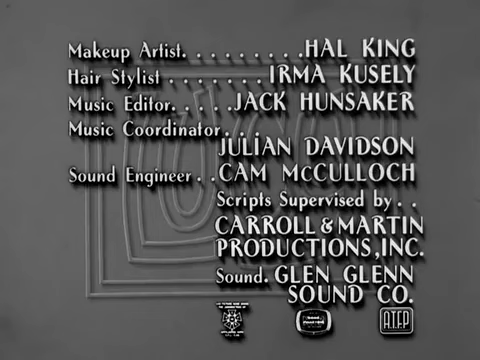 Makeup Artist. . . . . . . . .HAL KING
Hair Stylist . . . . . . .IRMA KUSELY
Music Editor. . . . .JACK HUNSAKER
Music Coordinator. . .
JULIAN DAVIDSON
Sound Engineer . .CAM McCULLOCH
Scripts Supervised by . .
CARROLL & MARTIN
PRODUCTIONS, INC.
Sound. GLEN GLENN
SOUND CO.
A.T.F.P.